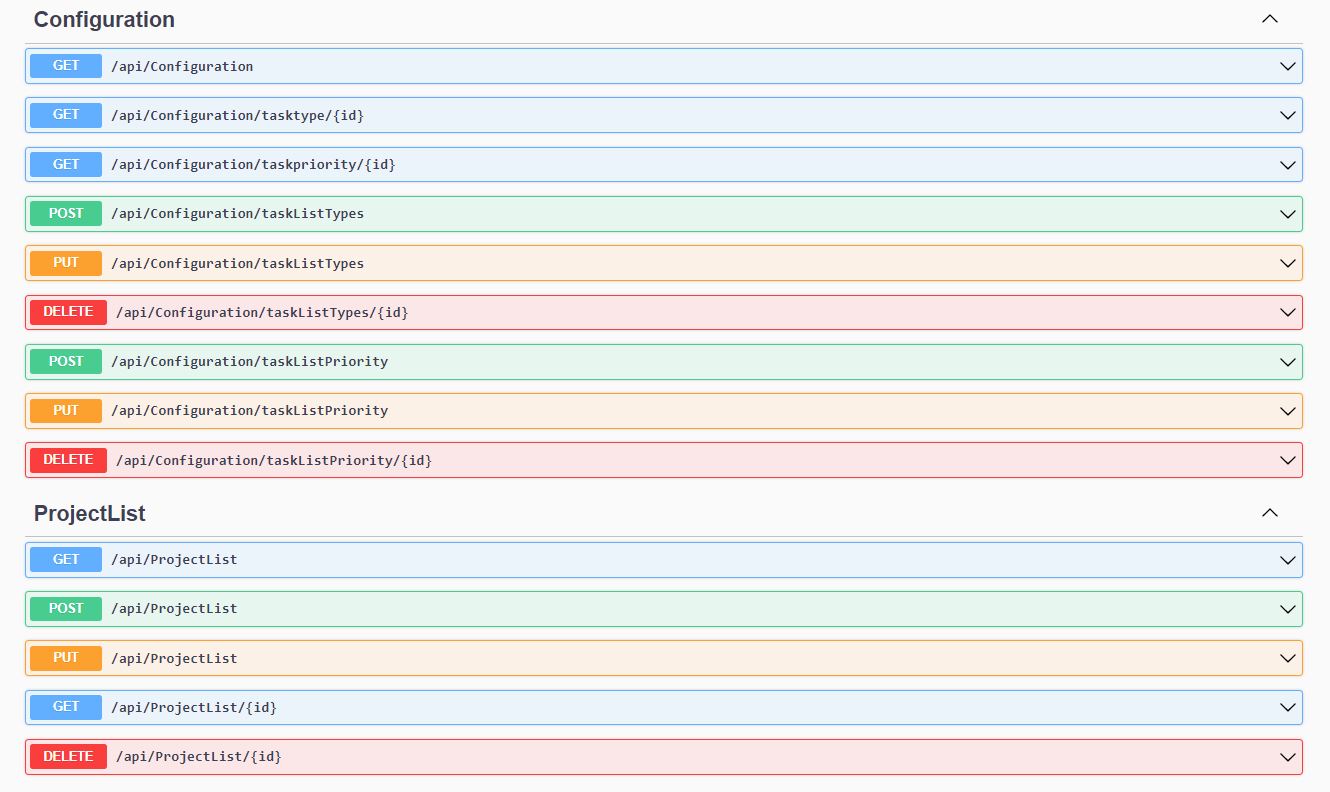 Configuration
GET /api/Configuration
GET /api/Configuration/tasktype/{id}
GET /api/Configuration/taskpriority/{id}
POST /api/Configuration/taskListTypes
PUT /api/Configuration/taskListTypes
DELETE /api/Configuration/taskListTypes/{id}
POST /api/Configuration/taskListPriority
PUT /api/Configuration/taskListPriority
DELETE /api/Configuration/taskListPriority/{id}
ProjectList
GET /api/ProjectList
POST /api/ProjectList
PUT /api/ProjectList
GET /api/ProjectList/{id}
DELETE /api/ProjectList/{id}